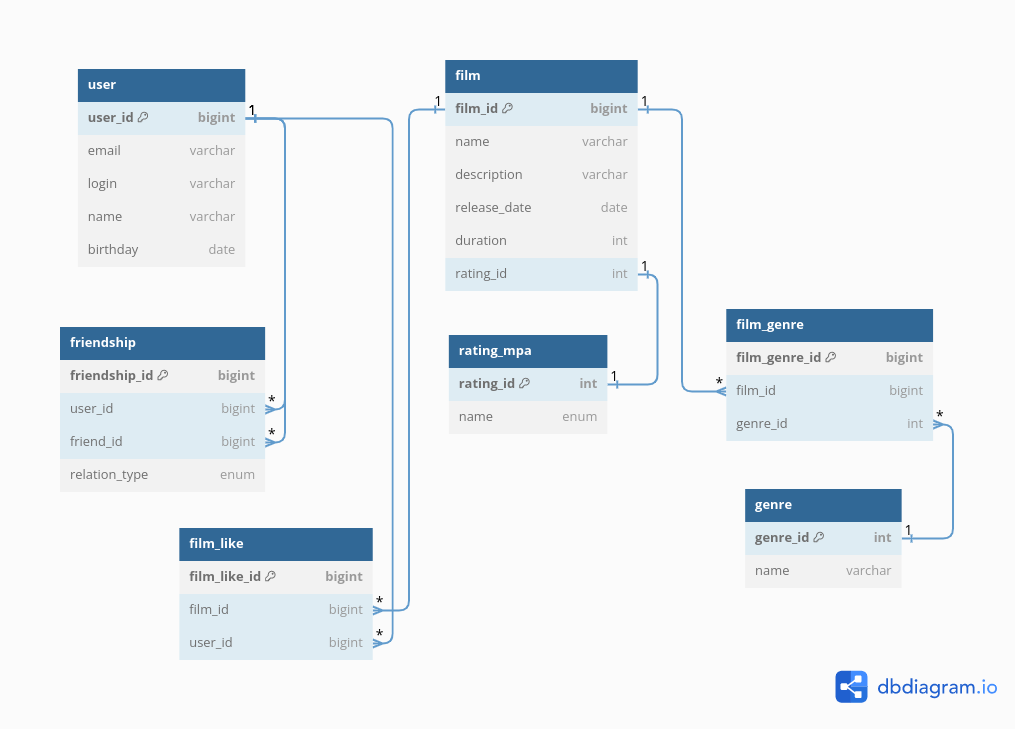 user
user_id bigint
email varchar
login varchar
name varchar
birthday date
1
friendship
friendship_id bigint
user_id bigint
*
friend_id bigint
*
relation_type enum
film_like
film_like_id bigint
film_id bigint
*
user_id bigint
*
film
1
film_id bigint
1
name varchar
description varchar
release_date date
duration int
rating_id int
1
rating_mpa
rating_id int
1
name enum
film_genre
film_genre_id bigint
*
film_id bigint
genre_id int
*
genre
genre_id int
1
name varchar
dbdiagram.io